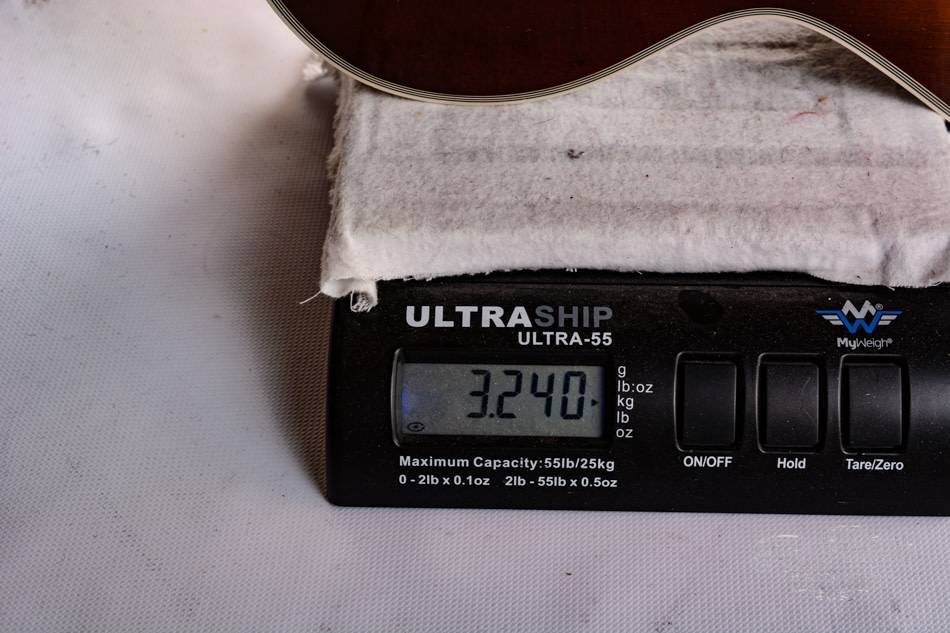 ULTRASHIP
ULTRA-55
MyWeigh®
3.240
g
lb:oz
kg
lb
oz
ON/OFF
Hold
Tare/Zero
Maximum Capacity:55lb/25kg
0 - 2lb x 0.1oz 2lb - 55lb x 0.5oz